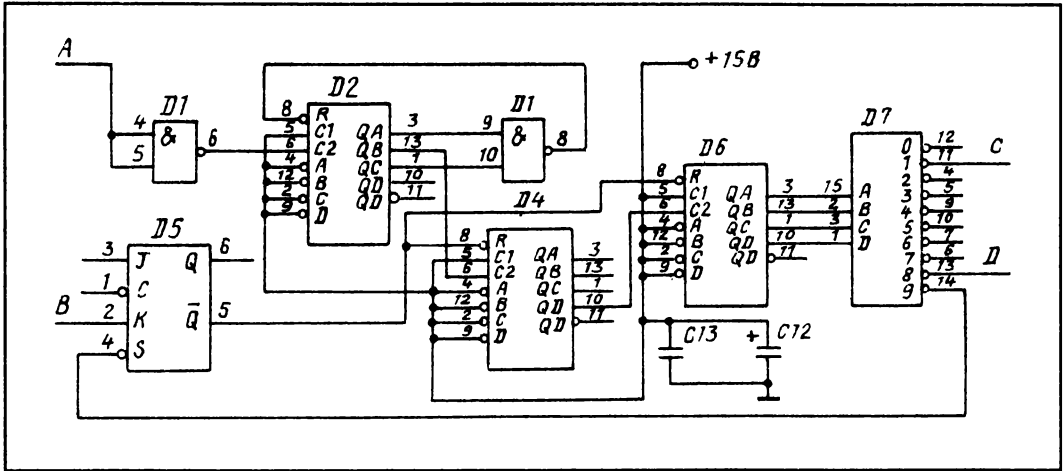 A
D1
4
5
&
6
D2
8 R
5 C1
6 C2
4 A
12 B
2 C
9 D
QA 3
QB 13
QC 1
QD 10
QD 11
D1
9
10
&
8
+15В
D5
3 J
1 C
B 2 K
4 S
Q 6
Q̅ 5
D4
8 R
5 C1
6 C2
4 A
12 B
2 C
9 D
QA 3
QB 13
QC 1
QD 10
QD 11
D6
8 R
5 C1
6 C2
4 A
12 B
2 C
9 D
QA 3
QB 13
QC 1
QD 10
QD 11
D7
15 A
2 B
3 C
1 D
0 12
1 11 C
2 4
3 5
4 9
5 10
6 7
7 6
8 13 D
9 14
C13
+ C12